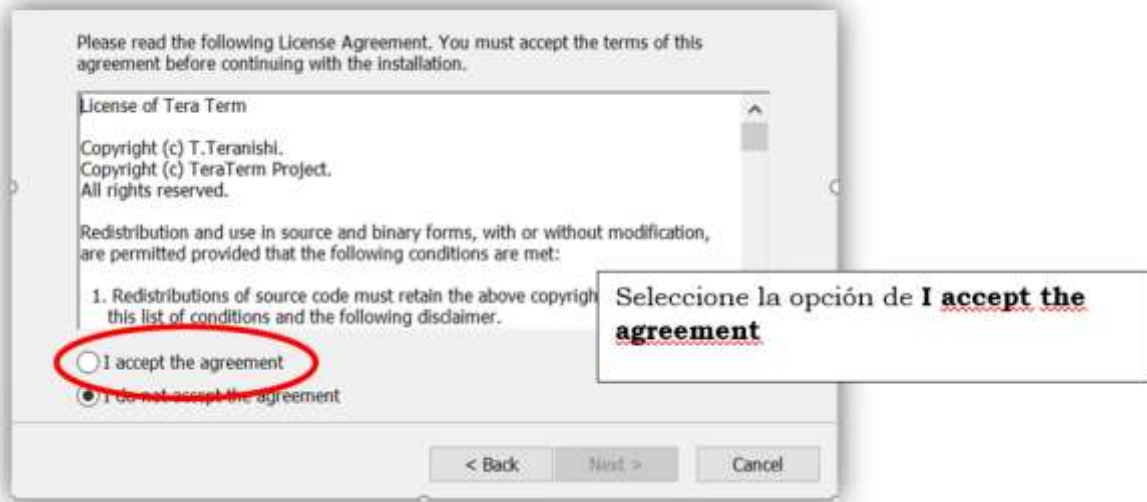 Please read the following License Agreement. You must accept the terms of this
agreement before continuing with the installation.
License of Tera Term
Copyright (c) T.Teranishi.
Copyright (c) TeraTerm Project.
All rights reserved.
Redistribution and use in source and binary forms, with or without modification,
are permitted provided that the following conditions are met:
1. Redistributions of source code must retain the above copyrigh
this list of conditions and the following disclaimer.
Seleccione la opción de I accept the
agreement
I accept the agreement
I do not accept the agreement
< Back
Next >
Cancel